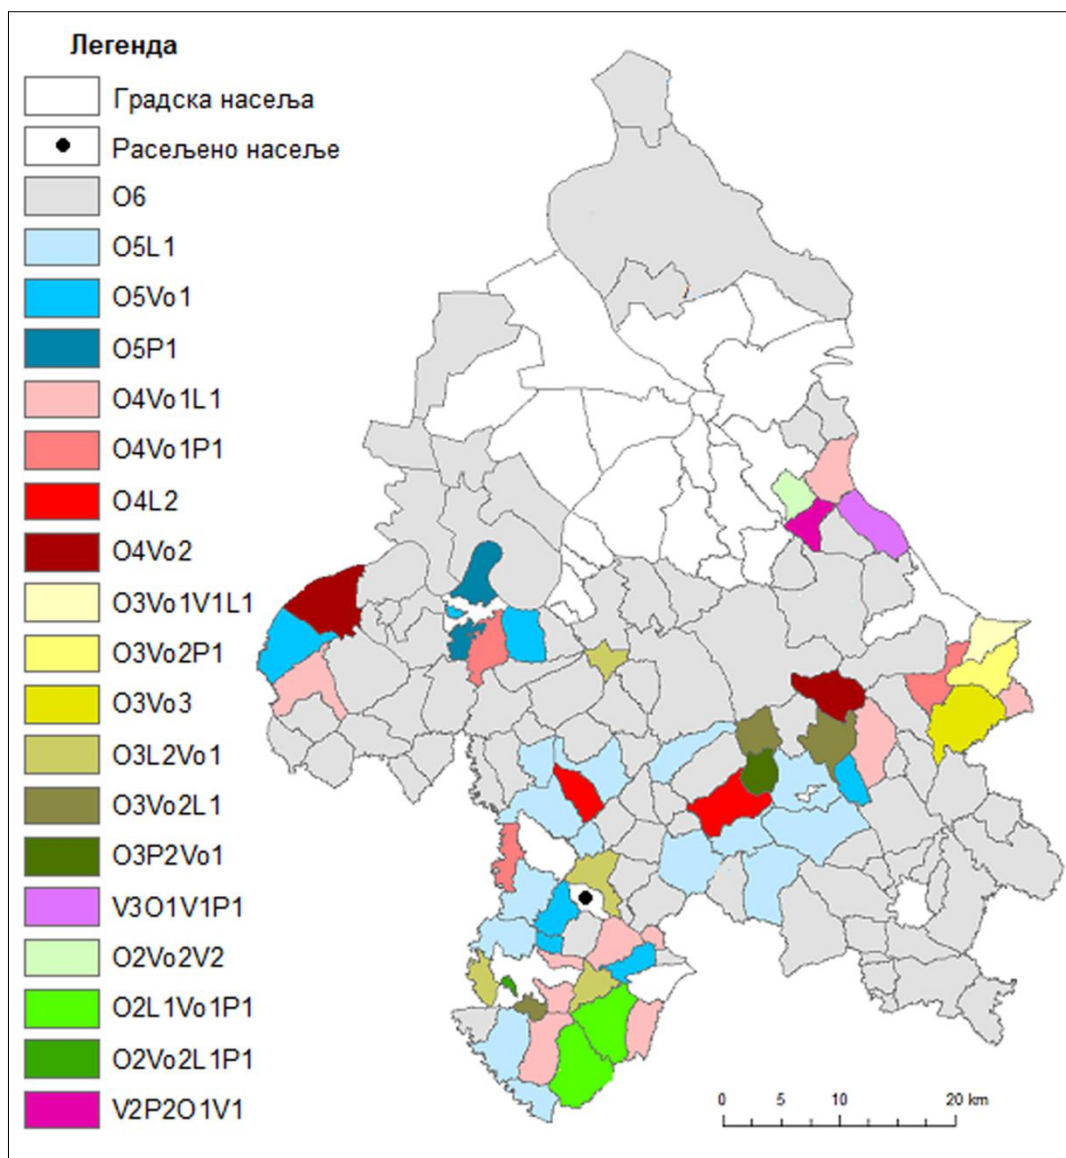 Легенда
Градска насеља
Расељено насеље
O6
O5L1
O5Vo1
O5P1
O4Vo1L1
O4Vo1P1
O4L2
O4Vo2
O3Vo1V1L1
O3Vo2P1
O3Vo3
O3L2Vo1
O3Vo2L1
O3P2Vo1
V3O1V1P1
O2Vo2V2
O2L1Vo1P1
O2Vo2L1P1
V2P2O1V1
0 5 10 20 km